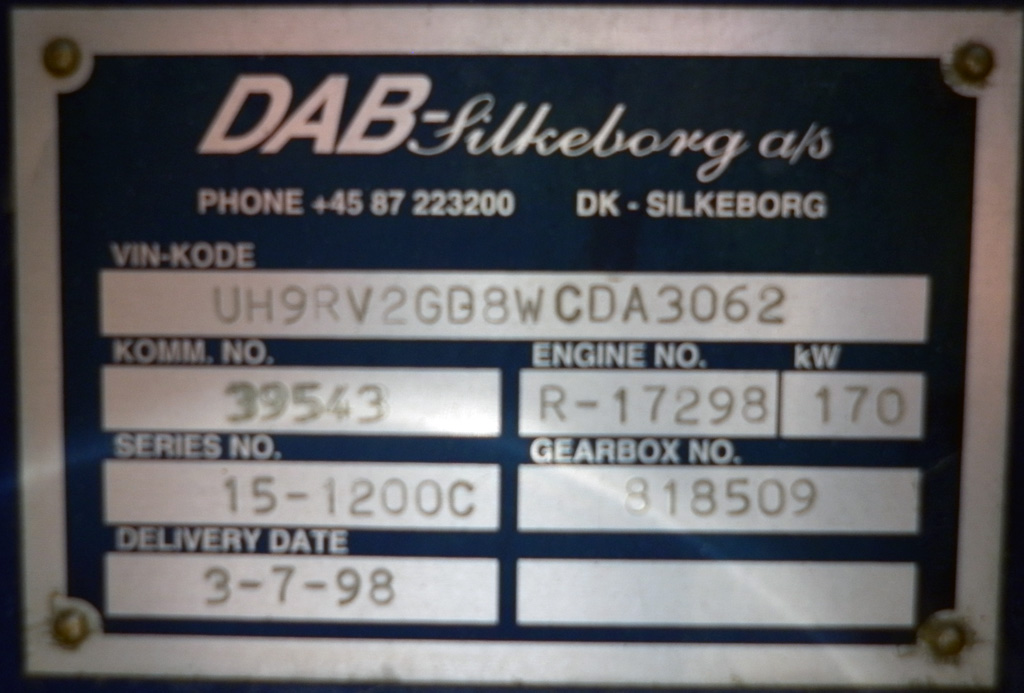 DAB-Silkeborg a/s
PHONE +45 87 223200 DK - SILKEBORG
VIN-KODE
UH9RV2GB8WCDA3062
KOMM. NO. ENGINE NO. kW
39543 R-17298 170
SERIES NO. GEARBOX NO.
15-1200C 818509
DELIVERY DATE
3-7-98